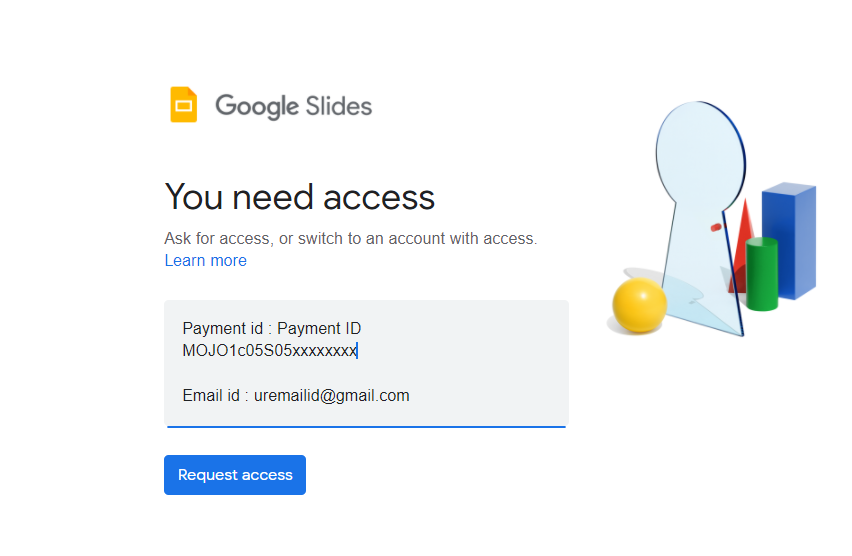 Google Slides
You need access
Ask for access, or switch to an account with access.
Learn more
Payment id : Payment ID
MOJO1c05S05xxxxxxxx
Email id : uremailid@gmail.com
Request access